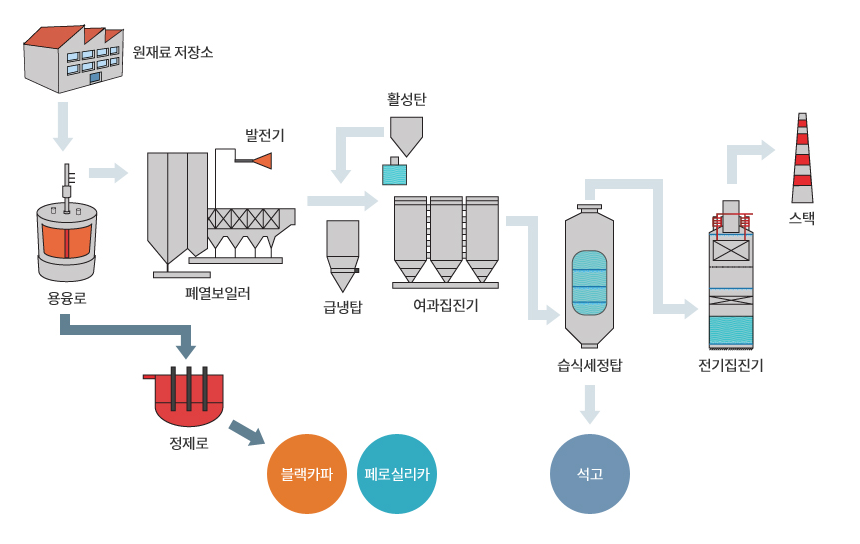 원재료 저장소
활성탄
발전기
스택
용융로
폐열보일러
급냉탑
여과집진기
습식세정탑
전기집진기
정제로
블랙카파
페로실리카
석고